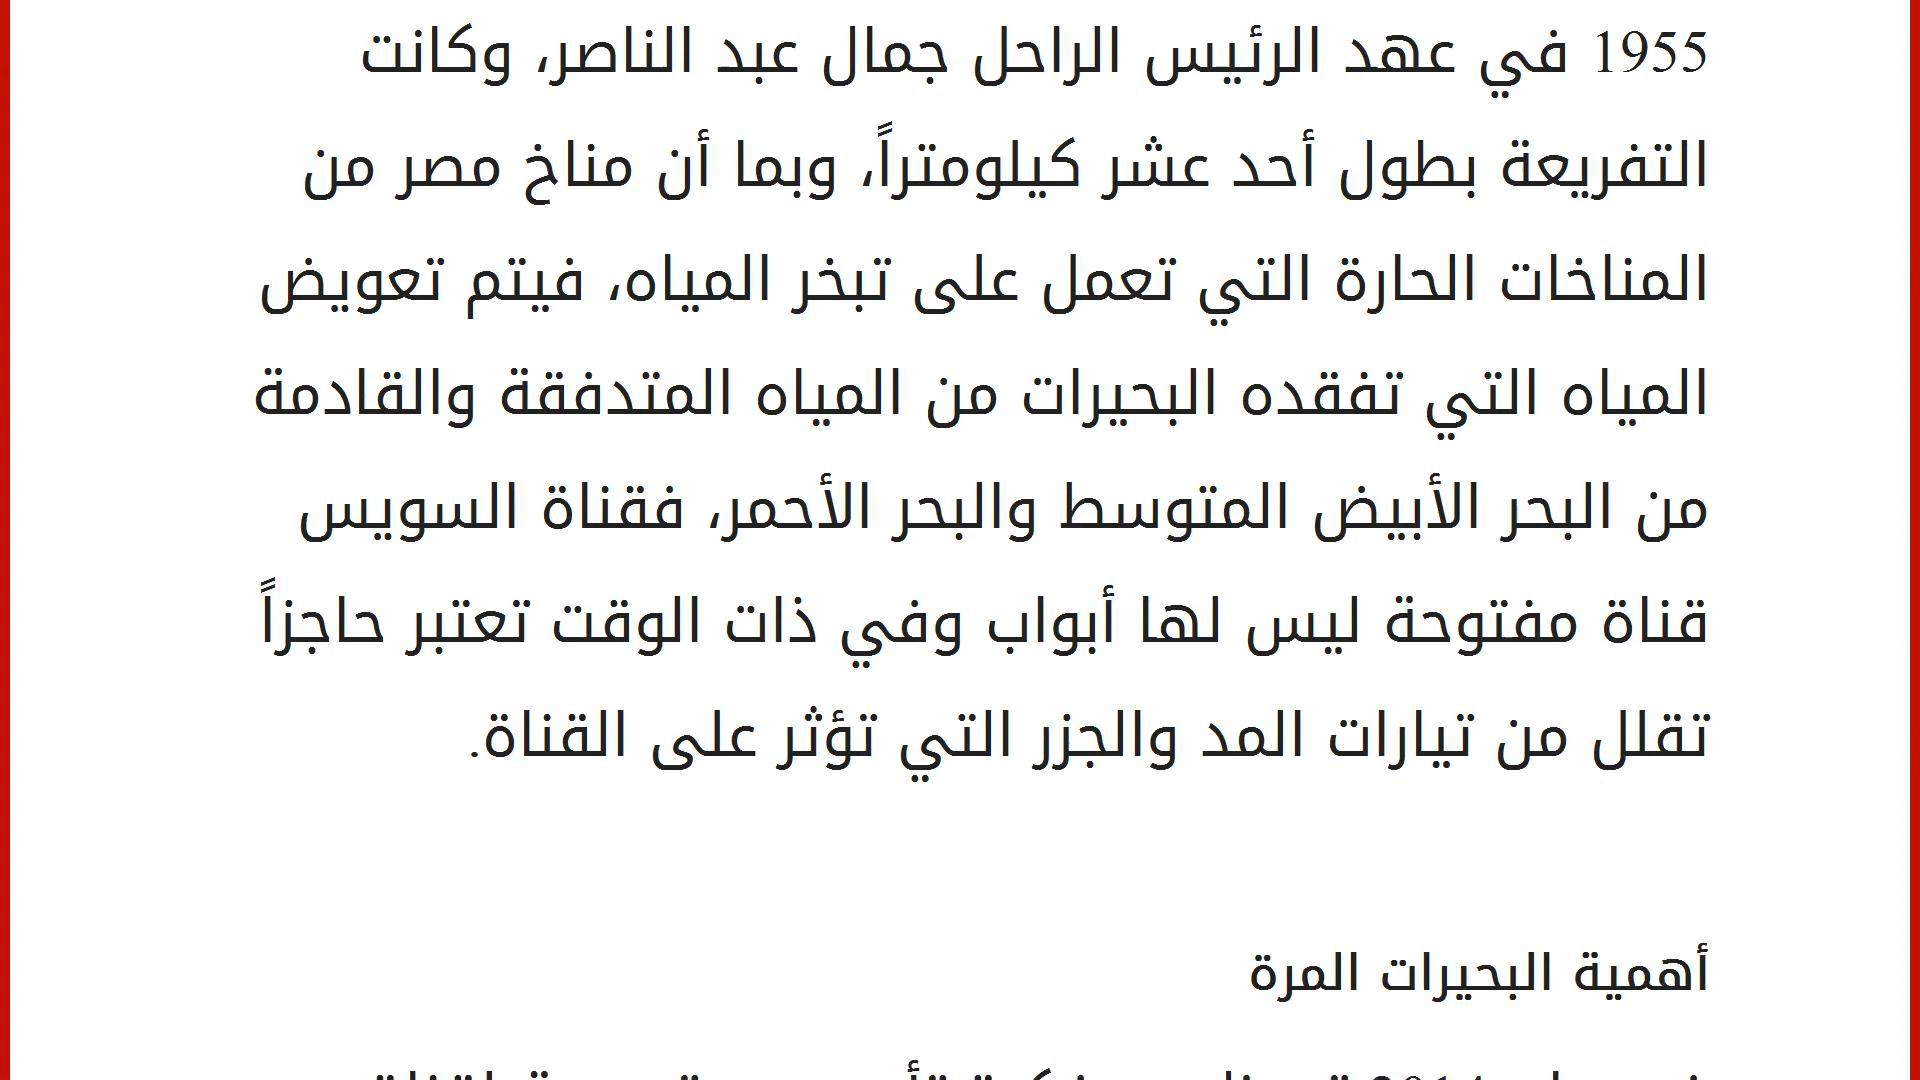 1955 في عهد الرئيس الراحل جمال عبد الناصر، وكانت
التفريعة بطول أحد عشر كيلومتراً، وبما أن مناخ مصر من
المناخات الحارة التي تعمل على تبخر المياه، فيتم تعويض
المياه التي تفقده البحيرات من المياه المتدفقة والقادمة
من البحر الأبيض المتوسط والبحر الأحمر، فقناة السويس
قناة مفتوحة ليس لها أبواب وفي ذات الوقت تعتبر حاجزاً
تقلل من تيارات المد والجزر التي تؤثر على القناة.
أهمية البحيرات المرة